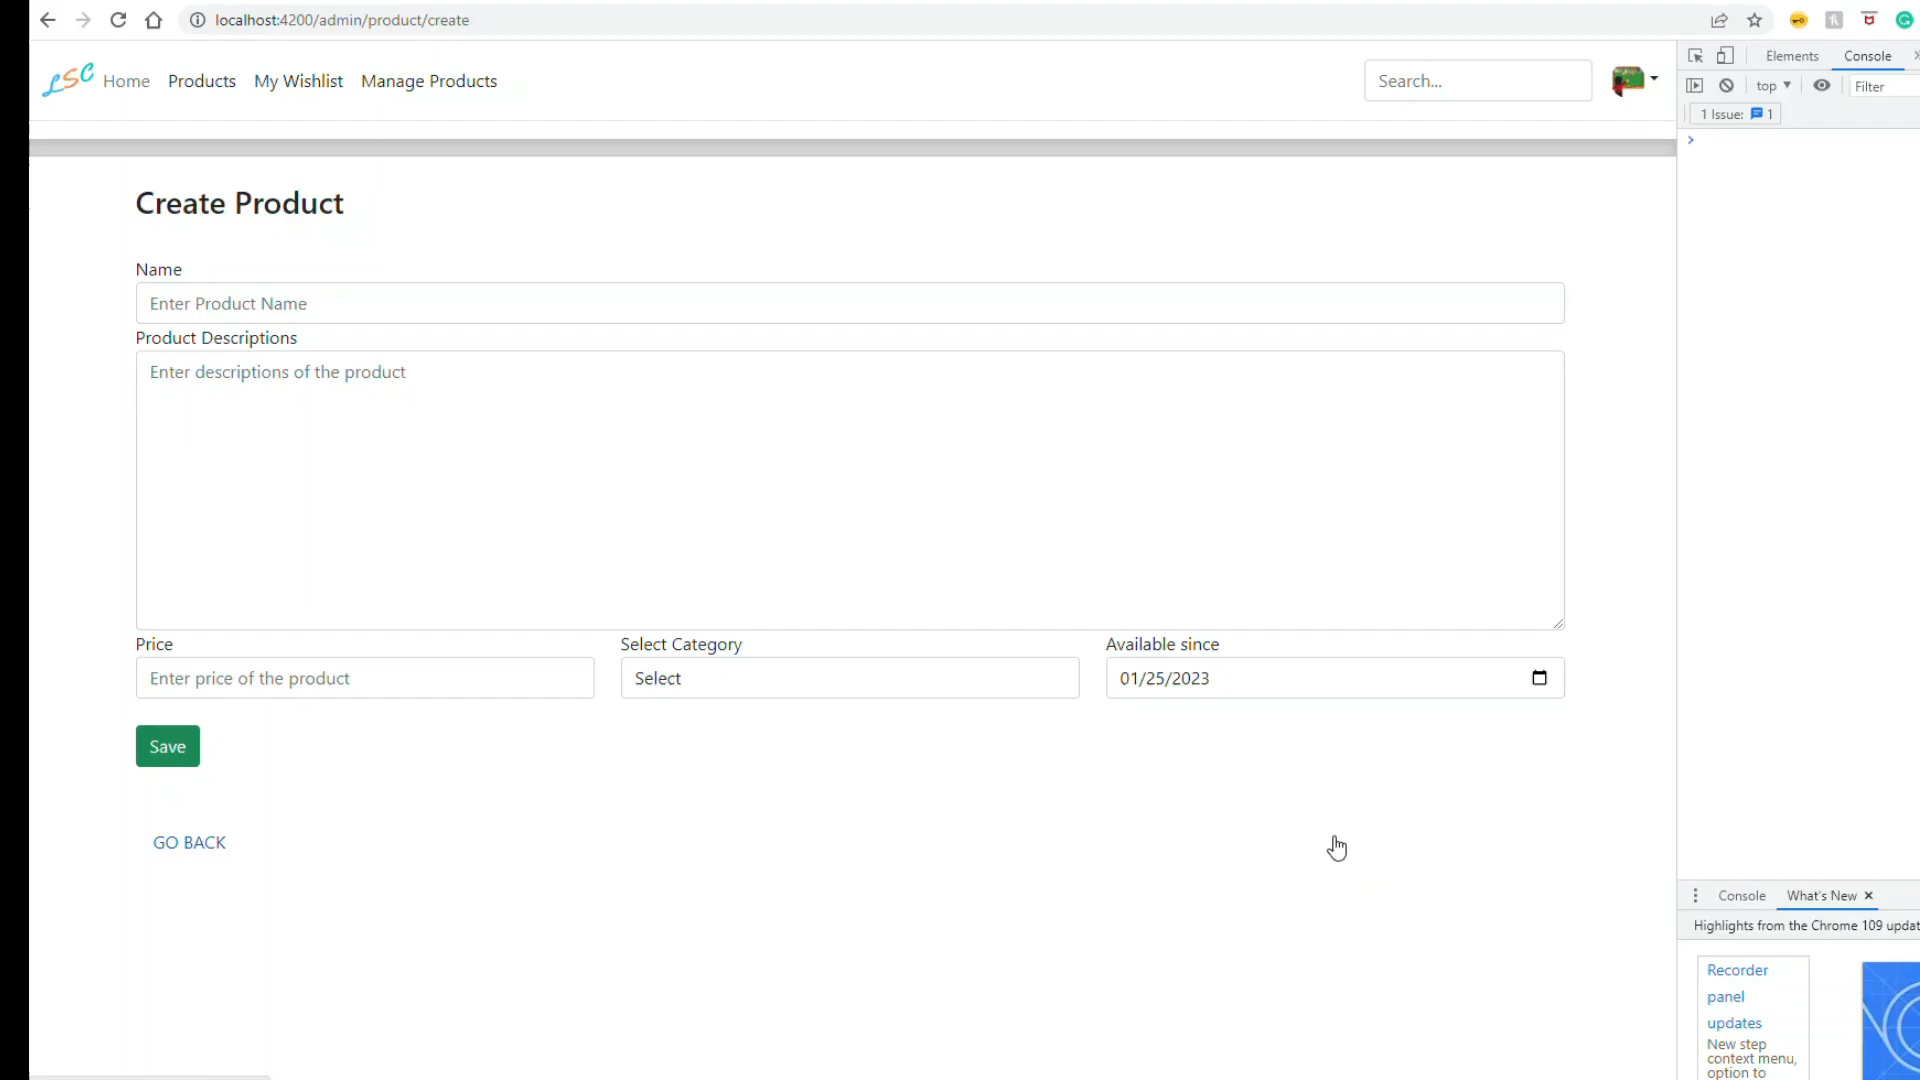 localhost:4200/admin/product/create
LSC Home Products My Wishlist Manage Products Search...
Elements Console
top Filter
1 Issue: 1
Create Product
Name
Enter Product Name
Product Descriptions
Enter descriptions of the product
Price Select Category Available since
Enter price of the product Select 01/25/2023
Save
GO BACK
Console What's New
Highlights from the Chrome 109 updat
Recorder
panel
updates
New step
context menu,
option to